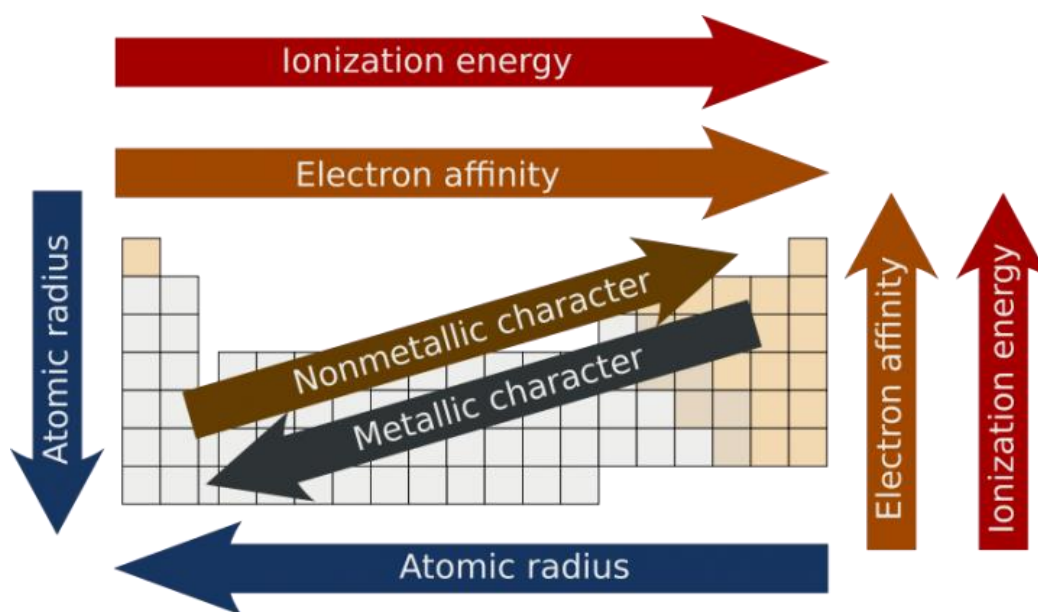 Ionization energy
Electron affinity
Atomic radius
Nonmetallic character
Metallic character
Electron affinity
Ionization energy
Atomic radius